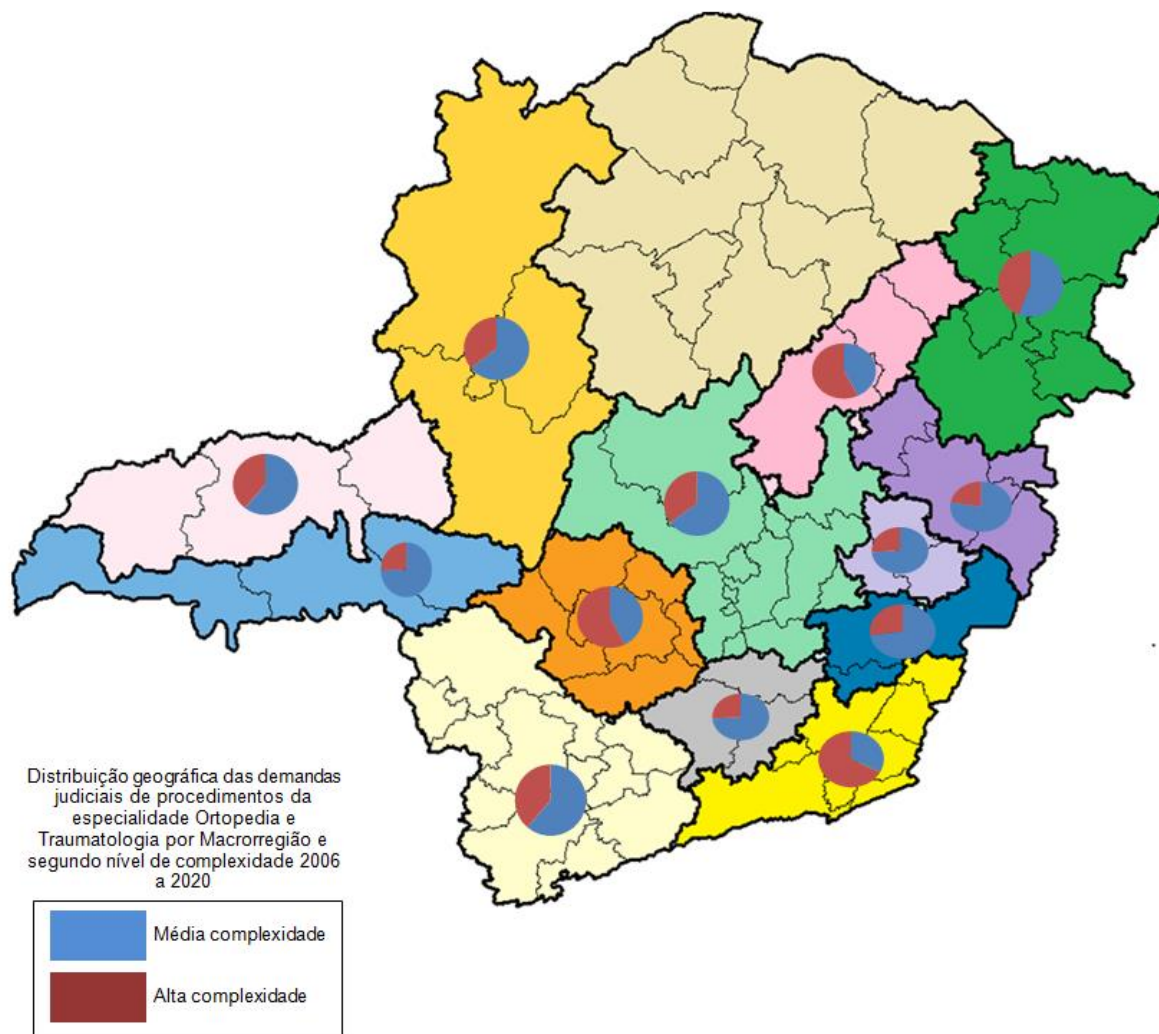 Distribuição geográfica das demandas
judiciais de procedimentos da
especialidade Ortopedia e
Traumatologia por Macrorregião e
segundo nível de complexidade 2006
a 2020
Média complexidade
Alta complexidade